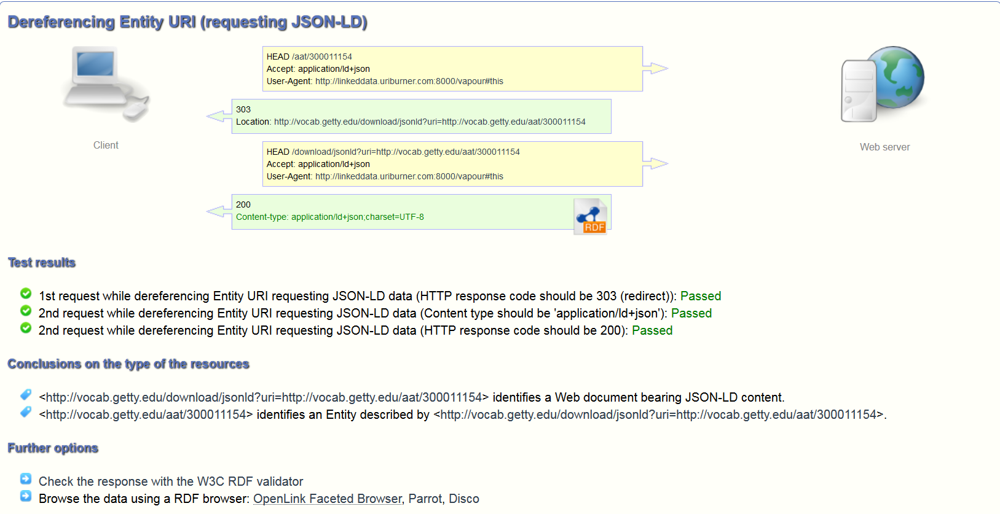 Dereferencing Entity URI (requesting JSON-LD)
HEAD /aat/300011154
Accept: application/ld+json
User-Agent: http://linkeddata.uriburner.com:8000/vapour#this
303
Location: http://vocab.getty.edu/download/jsonld?uri=http://vocab.getty.edu/aat/300011154
Client
Web server
HEAD /download/jsonld?uri=http://vocab.getty.edu/aat/300011154
Accept: application/ld+json
User-Agent: http://linkeddata.uriburner.com:8000/vapour#this
200
Content-type: application/ld+json;charset=UTF-8
RDF
Test results
1st request while dereferencing Entity URI requesting JSON-LD data (HTTP response code should be 303 (redirect)): Passed
2nd request while dereferencing Entity URI requesting JSON-LD data (Content type should be 'application/ld+json'): Passed
2nd request while dereferencing Entity URI requesting JSON-LD data (HTTP response code should be 200): Passed
Conclusions on the type of the resources
<http://vocab.getty.edu/download/jsonld?uri=http://vocab.getty.edu/aat/300011154> identifies a Web document bearing JSON-LD content.
<http://vocab.getty.edu/aat/300011154> identifies an Entity described by <http://vocab.getty.edu/download/jsonld?uri=http://vocab.getty.edu/aat/300011154>.
Further options
Check the response with the W3C RDF validator
Browse the data using a RDF browser: OpenLink Faceted Browser, Parrot, Disco